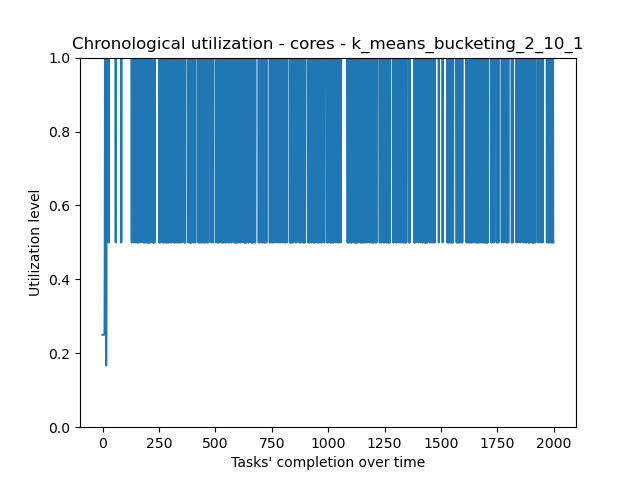 Chronological utilization - cores - k_means_bucketing_2_10_1
1.0
0.8
0.6
0.4
0.2
0.0
Utilization level
0 250 500 750 1000 1250 1500 1750 2000
Tasks' completion over time